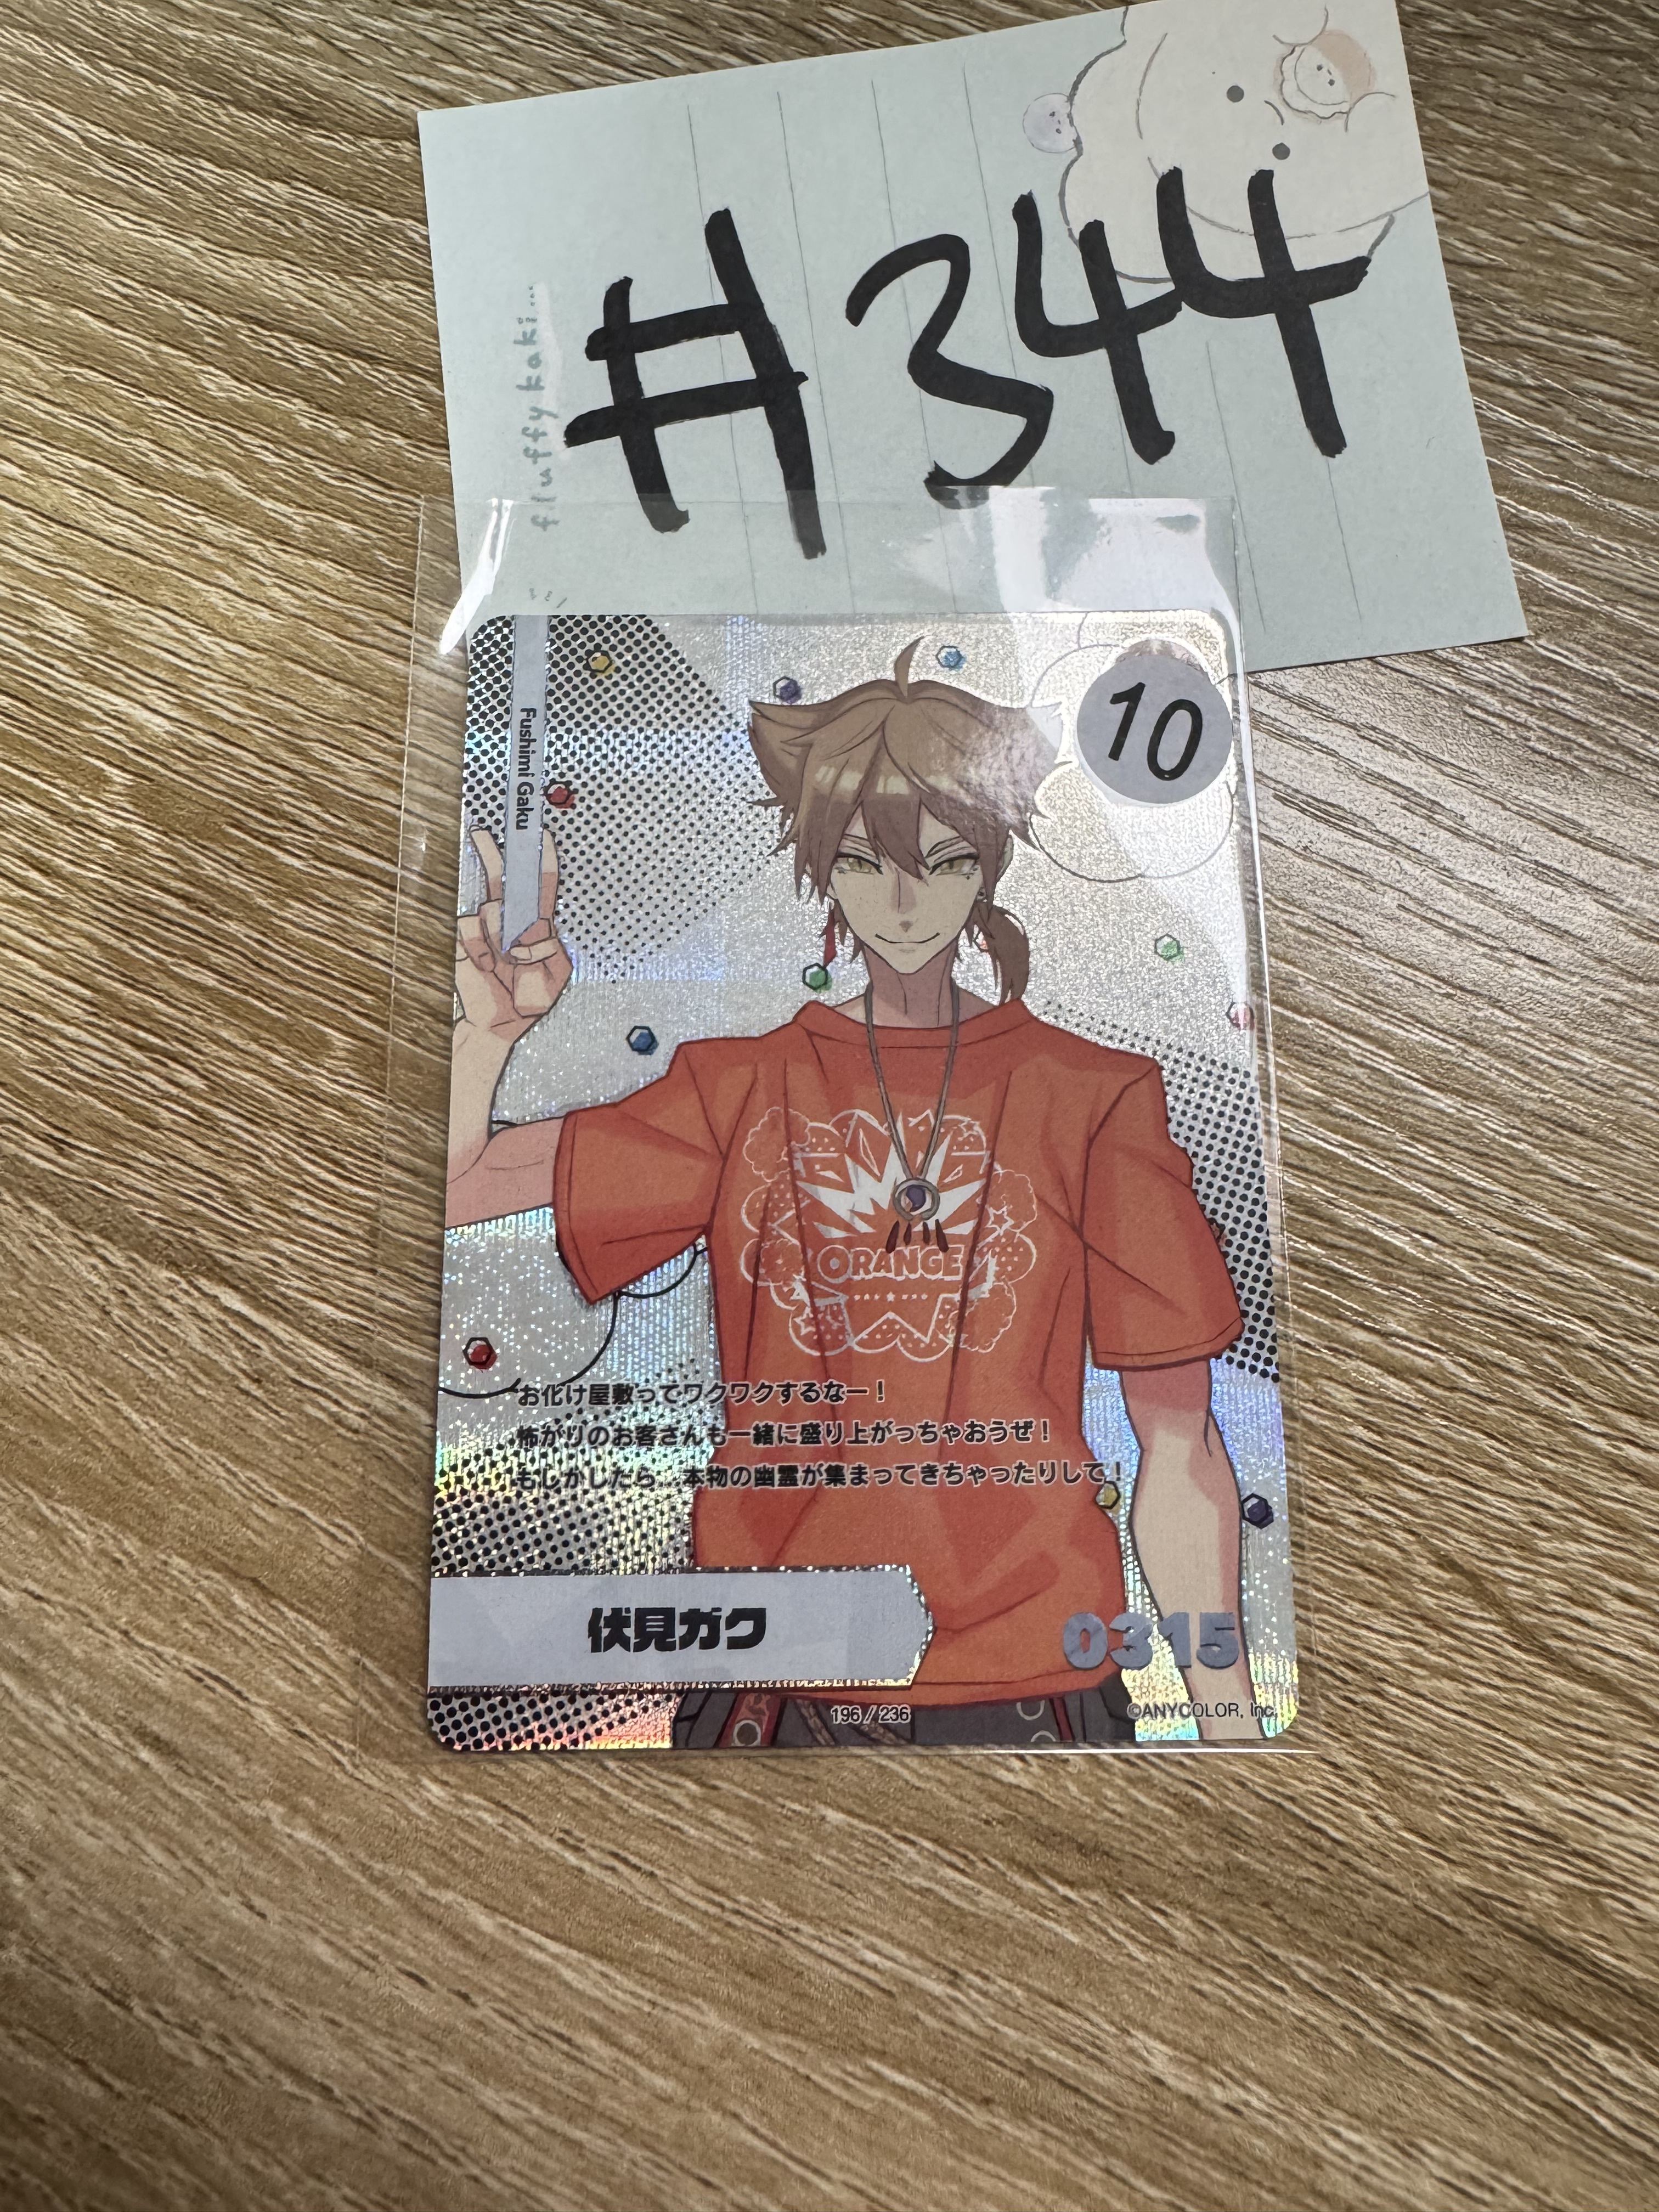 #344
fluffy kaki...
Fushimi Gaku
10
ORANGE
お化け屋敷ってワクワクするなー！
怖がりのお客さんも一緒に盛り上がっちゃおうぜ！
もしかしたら…本物の幽霊が集まってきちゃったりして！
伏見ガク
0315
196 / 236
©ANYCOLOR, Inc.